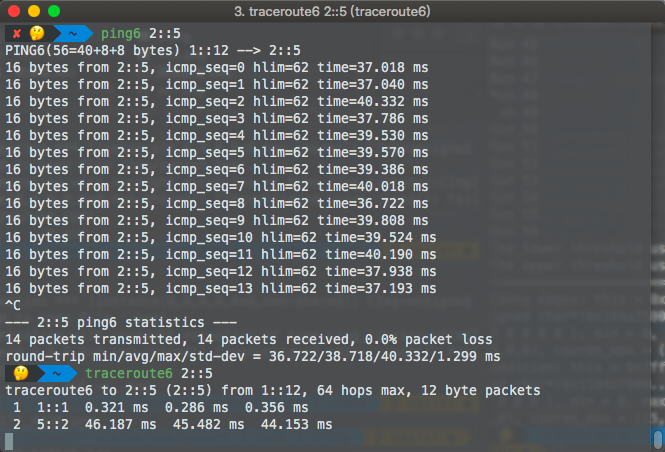 3. traceroute6 2::5 (traceroute6)
✘ 🤔 ~ ping6 2::5
PING6(56=40+8+8 bytes) 1::12 --> 2::5
16 bytes from 2::5, icmp_seq=0 hlim=62 time=37.018 ms
16 bytes from 2::5, icmp_seq=1 hlim=62 time=37.040 ms
16 bytes from 2::5, icmp_seq=2 hlim=62 time=40.332 ms
16 bytes from 2::5, icmp_seq=3 hlim=62 time=37.786 ms
16 bytes from 2::5, icmp_seq=4 hlim=62 time=39.530 ms
16 bytes from 2::5, icmp_seq=5 hlim=62 time=39.570 ms
16 bytes from 2::5, icmp_seq=6 hlim=62 time=39.386 ms
16 bytes from 2::5, icmp_seq=7 hlim=62 time=40.018 ms
16 bytes from 2::5, icmp_seq=8 hlim=62 time=36.722 ms
16 bytes from 2::5, icmp_seq=9 hlim=62 time=39.808 ms
16 bytes from 2::5, icmp_seq=10 hlim=62 time=39.524 ms
16 bytes from 2::5, icmp_seq=11 hlim=62 time=40.190 ms
16 bytes from 2::5, icmp_seq=12 hlim=62 time=37.938 ms
16 bytes from 2::5, icmp_seq=13 hlim=62 time=37.193 ms
^C
--- 2::5 ping6 statistics ---
14 packets transmitted, 14 packets received, 0.0% packet loss
round-trip min/avg/max/std-dev = 36.722/38.718/40.332/1.299 ms
🤔 ~ traceroute6 2::5
traceroute6 to 2::5 (2::5) from 1::12, 64 hops max, 12 byte packets
1 1::1 0.321 ms 0.286 ms 0.356 ms
2 5::2 46.187 ms 45.482 ms 44.153 ms